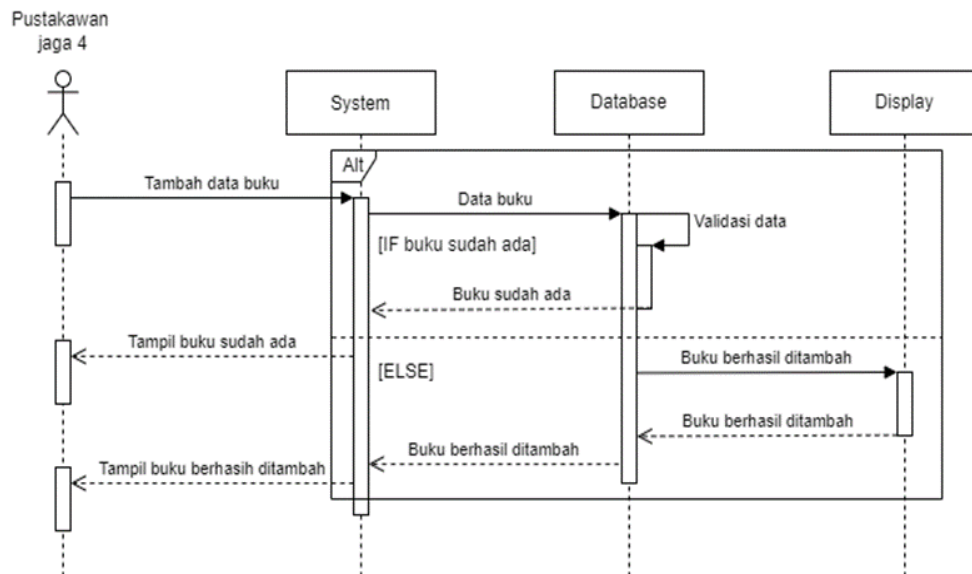 Pustakawan
jaga 4
System
Database
Display
Alt
Tambah data buku
Data buku
Validasi data
[IF buku sudah ada]
Buku sudah ada
Tampil buku sudah ada
[ELSE]
Buku berhasil ditambah
Buku berhasil ditambah
Buku berhasil ditambah
Tampil buku berhasih ditambah